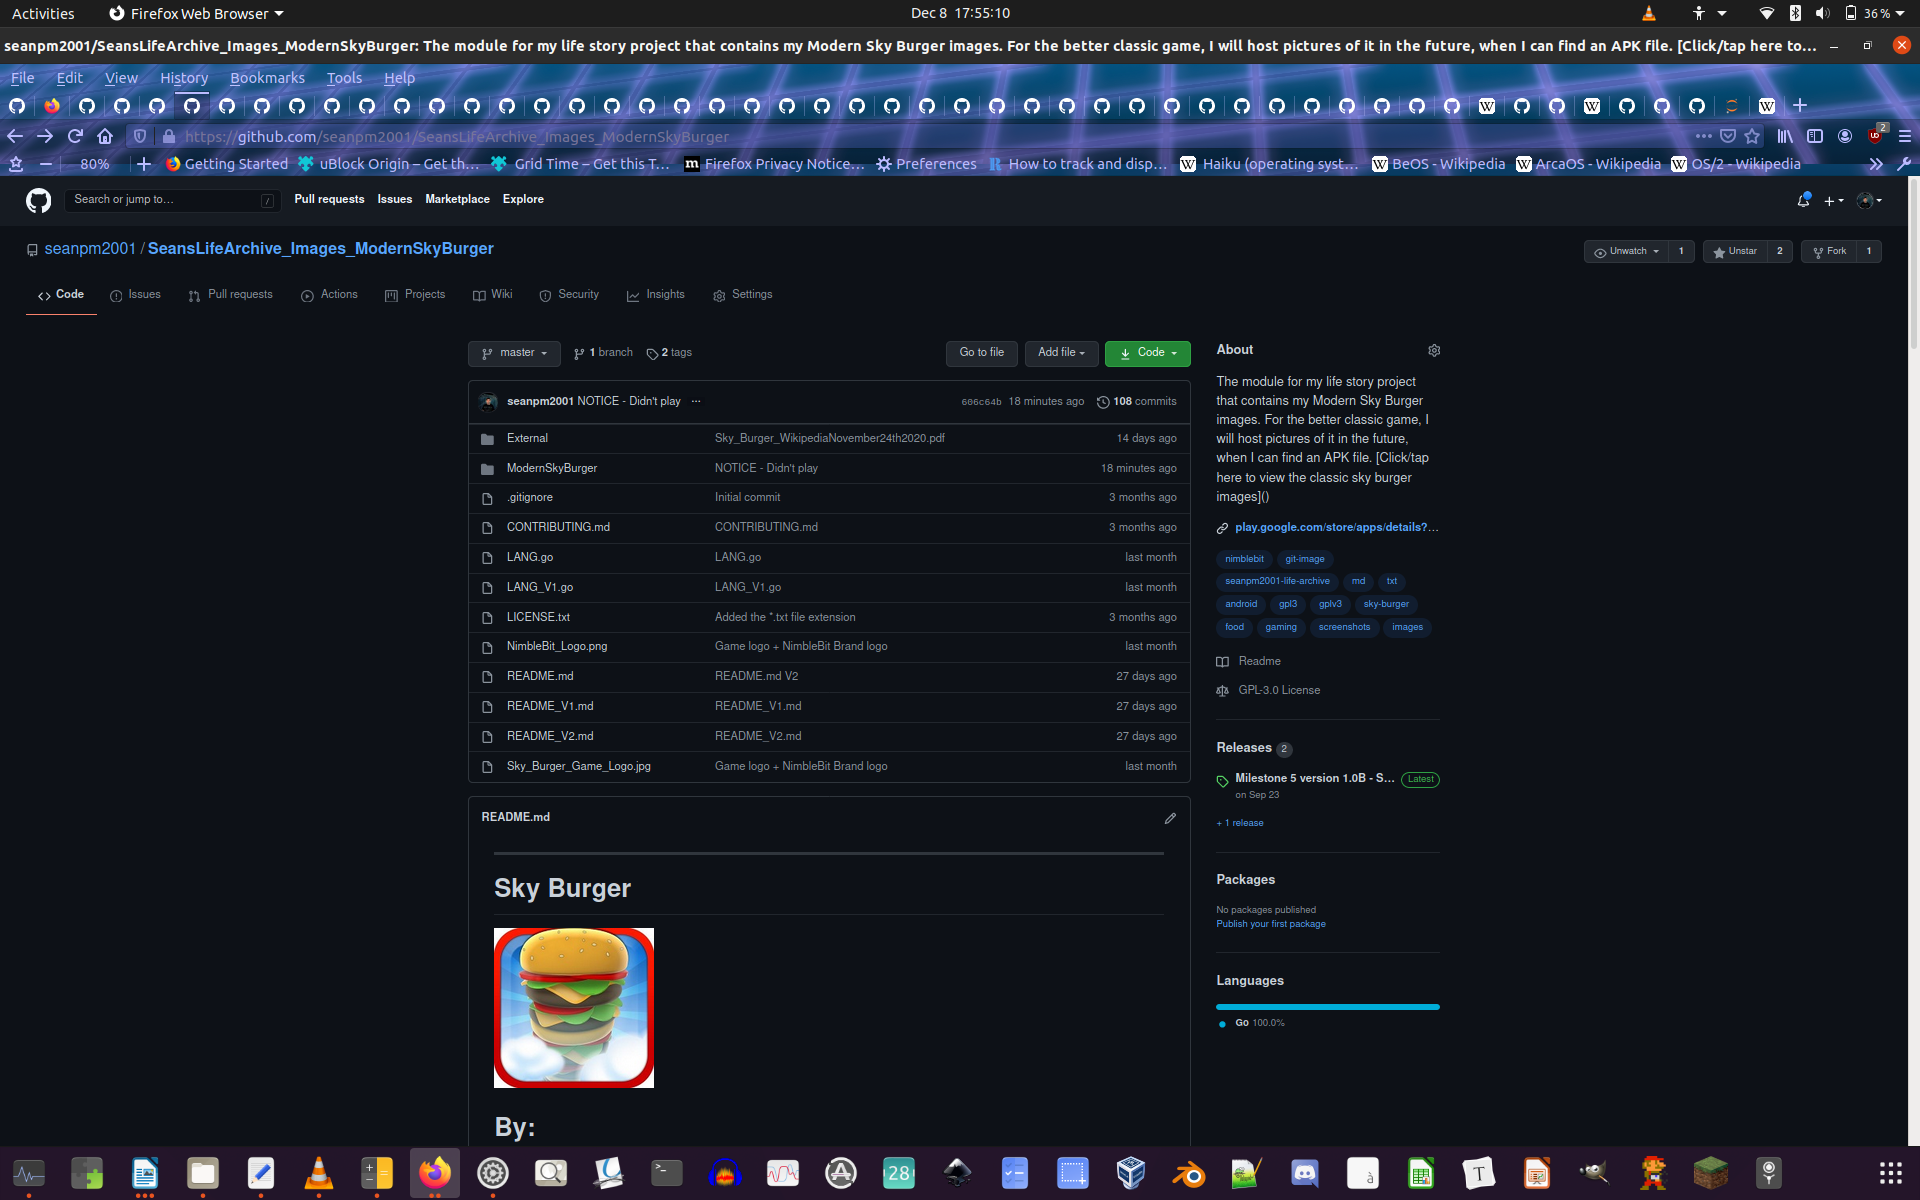 Activities Firefox Web Browser Dec 8 17:55:10 36%
seanpm2001/SeansLifeArchive_Images_ModernSkyBurger: The module for my life story project that contains my Modern Sky Burger images. For the better classic game, I will host pictures of it in the future, when I can find an APK file. [Click/tap here to...
File Edit View History Bookmarks Tools Help
https://github.com/seanpm2001/SeansLifeArchive_Images_ModernSkyBurger 2
80% Getting Started uBlock Origin – Get th… Grid Time – Get this T… Firefox Privacy Notice… Preferences How to track and disp… Haiku (operating syst… BeOS - Wikipedia ArcaOS - Wikipedia OS/2 - Wikipedia
Search or jump to… / Pull requests Issues Marketplace Explore
seanpm2001 / SeansLifeArchive_Images_ModernSkyBurger Unwatch 1 Unstar 2 Fork 1
Code Issues Pull requests Actions Projects Wiki Security Insights Settings
master 1 branch 2 tags Go to file Add file Code
seanpm2001 NOTICE - Didn't play ... 606c64b 18 minutes ago 108 commits
External Sky_Burger_WikipediaNovember24th2020.pdf 14 days ago
ModernSkyBurger NOTICE - Didn't play 18 minutes ago
.gitignore Initial commit 3 months ago
CONTRIBUTING.md CONTRIBUTING.md 3 months ago
LANG.go LANG.go last month
LANG_V1.go LANG_V1.go last month
LICENSE.txt Added the *.txt file extension 3 months ago
NimbleBit_Logo.png Game logo + NimbleBit Brand logo last month
README.md README.md V2 27 days ago
README_V1.md README_V1.md 27 days ago
README_V2.md README_V2.md 27 days ago
Sky_Burger_Game_Logo.jpg Game logo + NimbleBit Brand logo last month
README.md
Sky Burger
By:
About
The module for my life story project
that contains my Modern Sky Burger
images. For the better classic game, I
will host pictures of it in the future,
when I can find an APK file. [Click/tap
here to view the classic sky burger
images]()
play.google.com/store/apps/details?…
nimblebit git-image
seanpm2001-life-archive md txt
android gpl3 gplv3 sky-burger
food gaming screenshots images
Readme
GPL-3.0 License
Releases 2
Milestone 5 version 1.0B - S… Latest
on Sep 23
+ 1 release
Packages
No packages published
Publish your first package
Languages
Go 100.0%
28